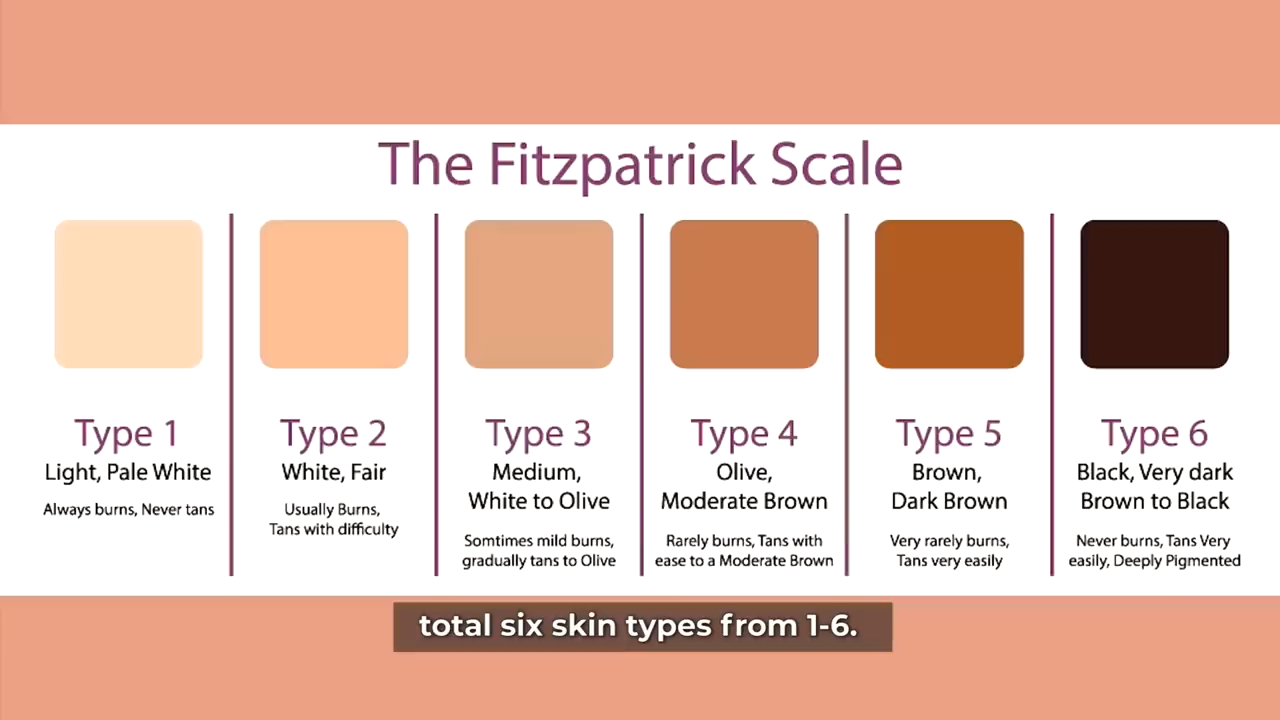 The Fitzpatrick Scale
Type 1
Light, Pale White
Always burns, Never tans
Type 2
White, Fair
Usually Burns,
Tans with difficulty
Type 3
Medium,
White to Olive
Somtimes mild burns,
gradually tans to Olive
Type 4
Olive,
Moderate Brown
Rarely burns, Tans with
ease to a Moderate Brown
Type 5
Brown,
Dark Brown
Very rarely burns,
Tans very easily
Type 6
Black, Very dark
Brown to Black
Never burns, Tans Very
easily, Deeply Pigmented
total six skin types from 1-6.